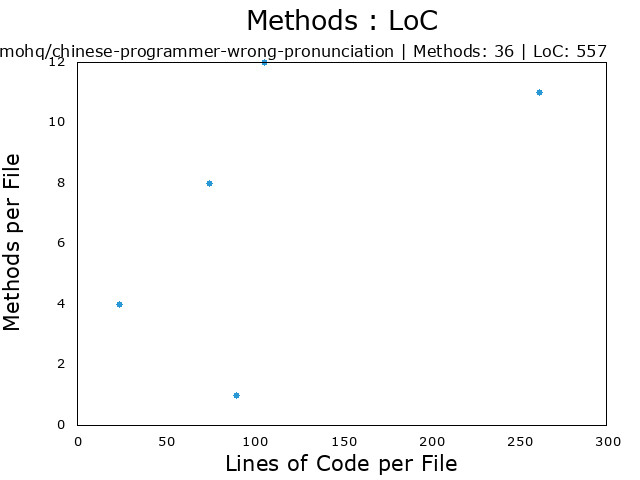 Methods : LoC
mohq/chinese-programmer-wrong-pronunciation | Methods: 36 | LoC: 557
12
10
8
6
4
2
0
Methods per File
0 50 100 150 200 250 300
Lines of Code per File